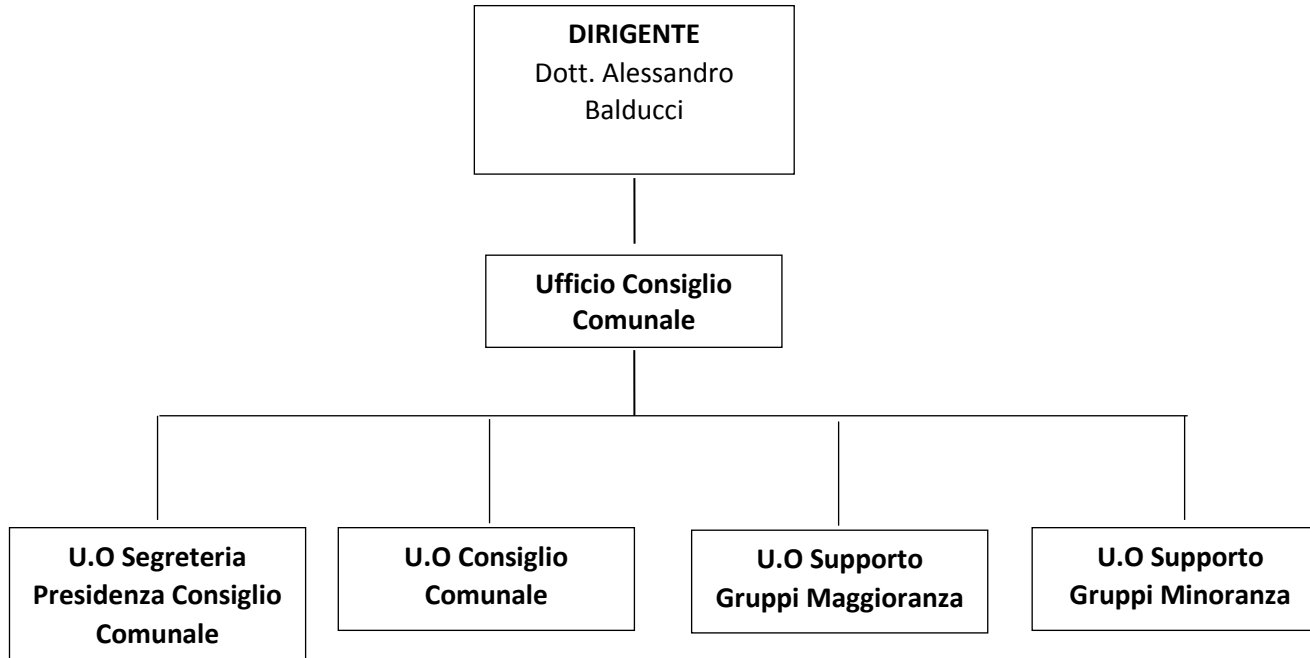 DIRIGENTE
Dott. Alessandro
Balducci
Ufficio Consiglio
Comunale
U.O Segreteria
Presidenza Consiglio
Comunale
U.O Consiglio
Comunale
U.O Supporto
Gruppi Maggioranza
U.O Supporto
Gruppi Minoranza